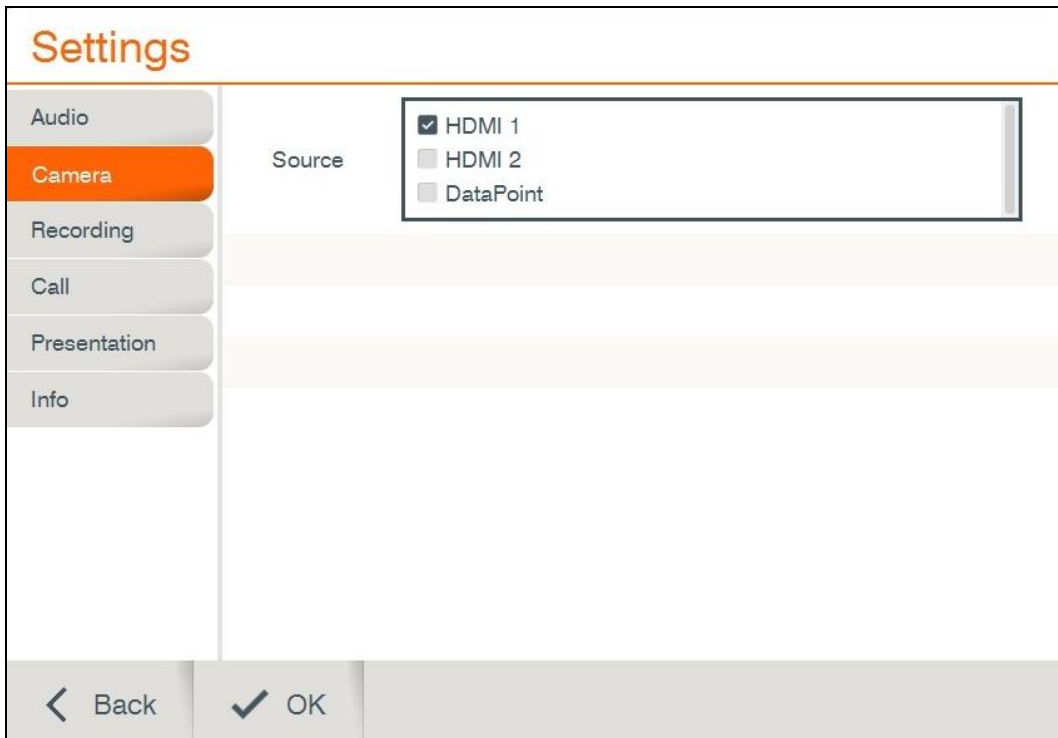 Settings
Audio
Camera
Recording
Call
Presentation
Info
Source
HDMI 1
HDMI 2
DataPoint
Back
OK